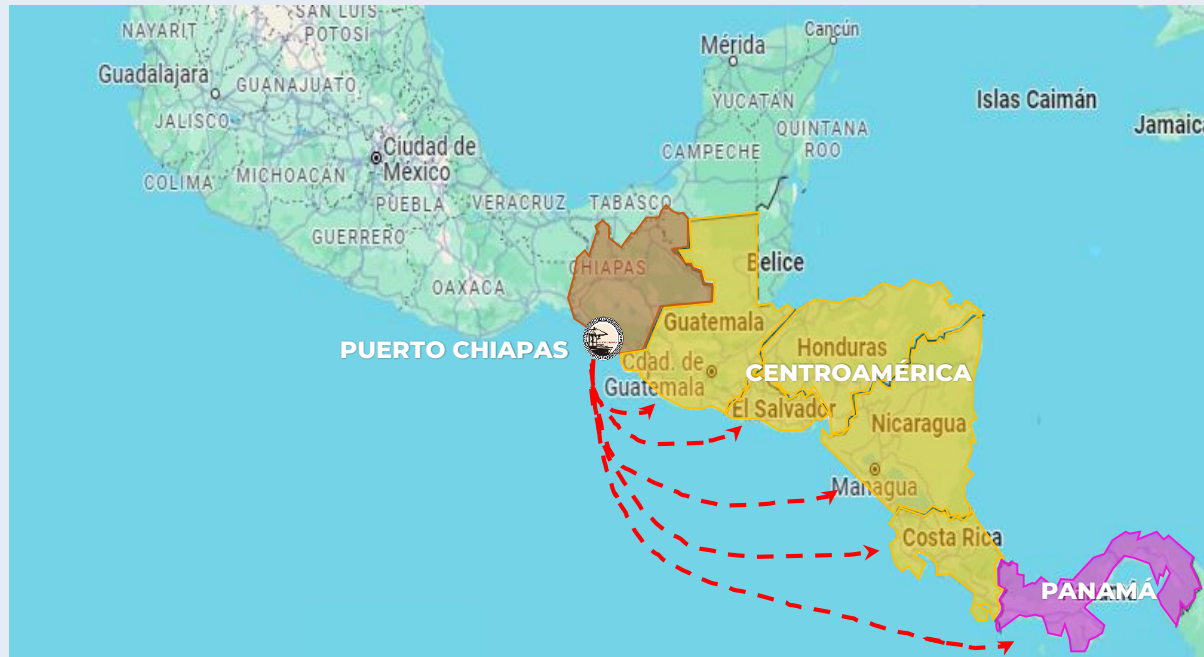 SAN LUIS
POTOSÍ
NAYARIT
Guadalajara
GUANAJUATO
JALISCO
Ciudad de
México
COLIMA
MICHOACÁN
PUEBLA
VERACRUZ
TABASCO
GUERRERO
OAXACA
CHIAPAS
Mérida
Cancún
YUCATÁN
QUINTANA
ROO
CAMPECHE
Islas Caimán
Jamaic
Belice
PUERTO CHIAPAS
Guatemala
Cdad. de
Guatemala
Honduras
CENTROAMÉRICA
El Salvador
Nicaragua
Managua
Costa Rica
PANAMÁ